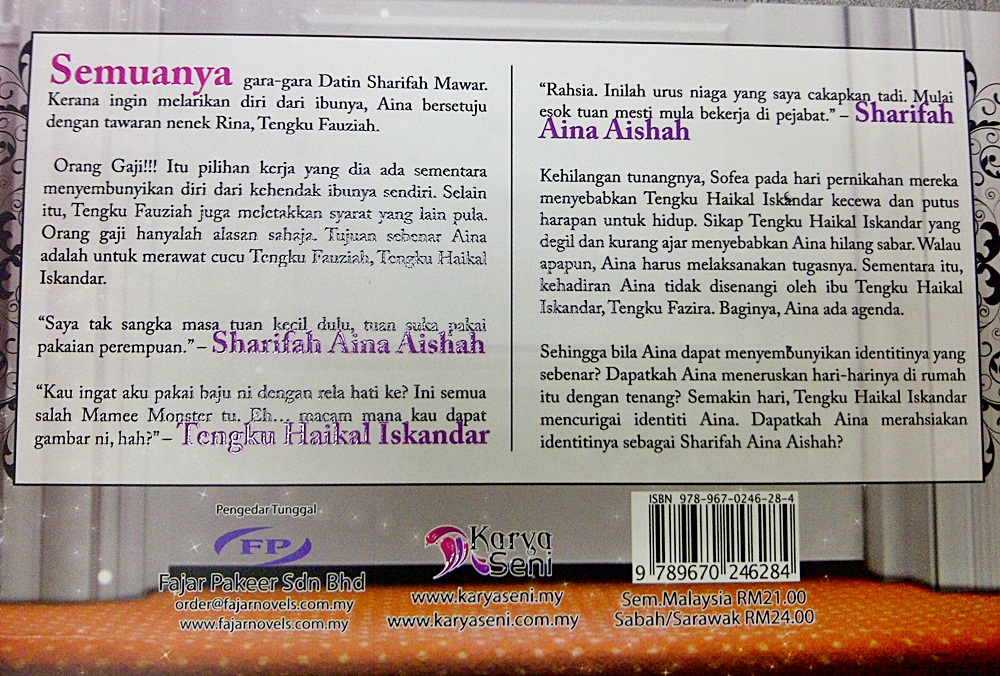 Semuanya gara-gara Datin Sharifah Mawar.
Kerana ingin melarikan diri dari ibunya, Aina bersetuju
dengan tawaran nenek Rina, Tengku Fauziah.
Orang Gaji!!! Itu pilihan kerja yang dia ada sementara
menyembunyikan diri dari kehendak ibunya sendiri. Selain
itu, Tengku Fauziah juga meletakkan syarat yang lain pula.
Orang gaji hanyalah alasan sahaja. Tujuan sebenar Aina
adalah untuk merawat cucu Tengku Fauziah, Tengku Haikal
Iskandar.
“Saya tak sangka masa tuan kecil dulu, tuan suka pakai
pakaian perempuan.” – Sharifah Aina Aishah
“Kau ingat aku pakai baju ni dengan rela hati ke? Ini semua
salah Mamee Monster tu. Eh... macam mana kau dapat
gambar ni, hah?” – Tengku Haikal Iskandar
“Rahsia. Inilah urus niaga yang saya cakapkan tadi. Mulai
esok tuan mesti mula bekerja di pejabat.” – Sharifah
Aina Aishah
Kehilangan tunangnya, Sofea pada hari pernikahan mereka
menyebabkan Tengku Haikal Iskandar kecewa dan putus
harapan untuk hidup. Sikap Tengku Haikal Iskandar yang
degil dan kurang ajar menyebabkan Aina hilang sabar. Walau
apapun, Aina harus melaksanakan tugasnya. Sementara itu,
kehadiran Aina tidak disenangi oleh ibu Tengku Haikal
Iskandar, Tengku Fazira. Baginya, Aina ada agenda.
Sehingga bila Aina dapat menyembunyikan identitinya yang
sebenar? Dapatkah Aina meneruskan hari-harinya di rumah
itu dengan tenang? Semakin hari, Tengku Haikal Iskandar
mencurigai identiti Aina. Dapatkah Aina merahsiakan
identitinya sebagai Sharifah Aina Aishah?
Pengedar Tunggal
FP
Fajar Pakeer Sdn Bhd
order@fajarnovels.com.my
www.fajarnovels.com.my
Karya
Seni
www.karyaseni.my
www.karyaseni.com.my
ISBN 978-967-0246-28-4
9 789670 246284
Sem.Malaysia RM21.00
Sabah/Sarawak RM24.00